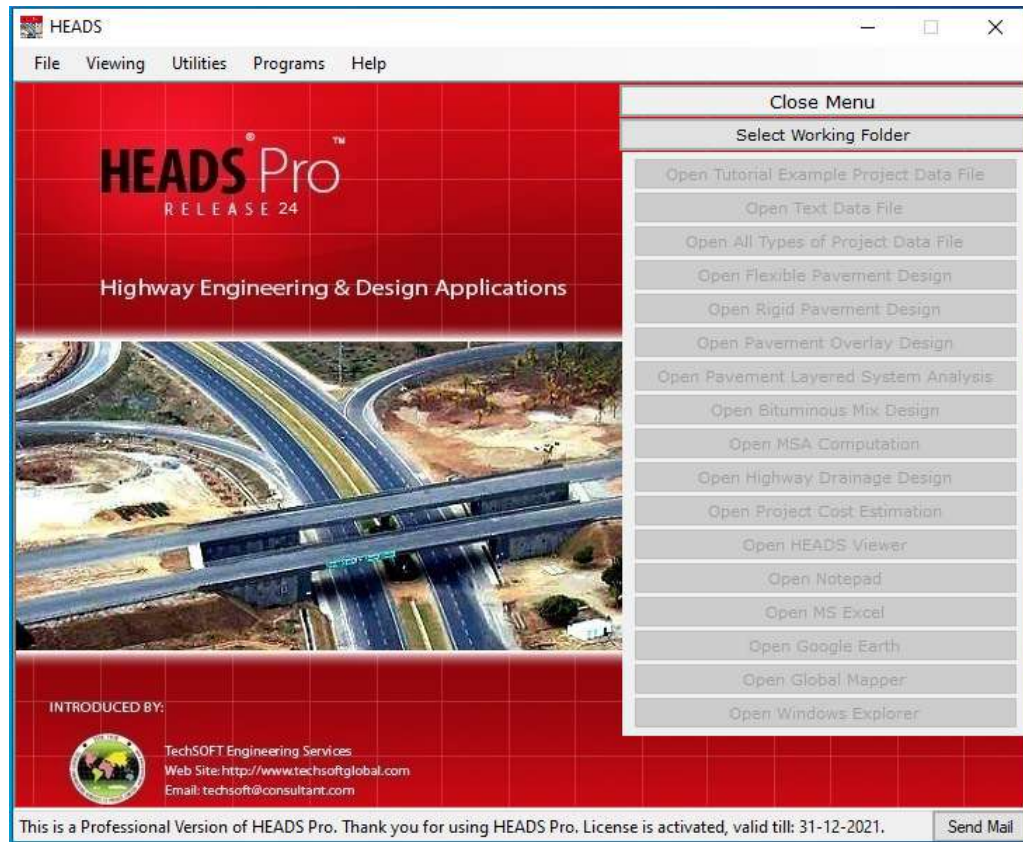 HEADS
File Viewing Utilities Programs Help
Close Menu
Select Working Folder
Open Tutorial Example Project Data File
Open Text Data File
Open All Types of Project Data File
Open Flexible Pavement Design
Open Rigid Pavement Design
Open Pavement Overlay Design
Open Pavement Layered System Analysis
Open Bituminous Mix Design
Open MSA Computation
Open Highway Drainage Design
Open Project Cost Estimation
Open HEADS Viewer
Open Notepad
Open MS Excel
Open Google Earth
Open Global Mapper
Open Windows Explorer
HEADS® Pro™
RELEASE 24
Highway Engineering & Design Applications
INTRODUCED BY:
TechSOFT Engineering Services
Web Site:http://www.techsoftglobal.com
Email: techsoft@consultant.com
This is a Professional Version of HEADS Pro. Thank you for using HEADS Pro. License is activated, valid till: 31-12-2021.
Send Mail